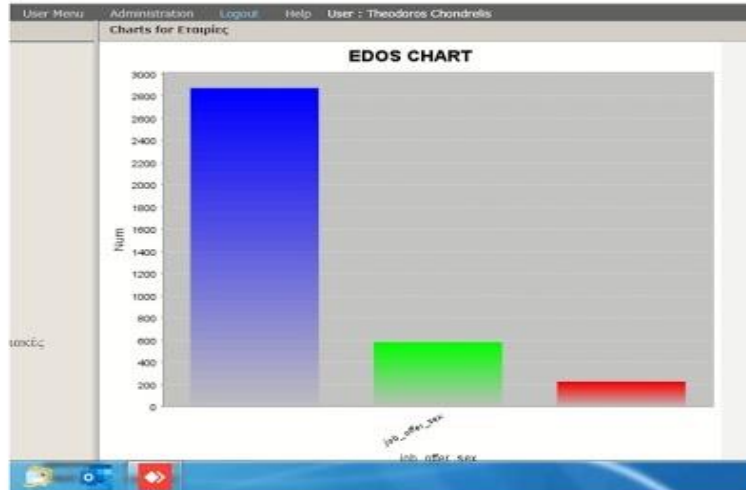 User Menu Administration Logout Help User : Theodoros Chondrelis
Charts for Εταιρίες
EDOS CHART
3000
2800
2600
2400
2200
2000
1800
1600
1400
1200
1000
800
600
400
200
0
Num
job_offer_sex
job_offer_sex